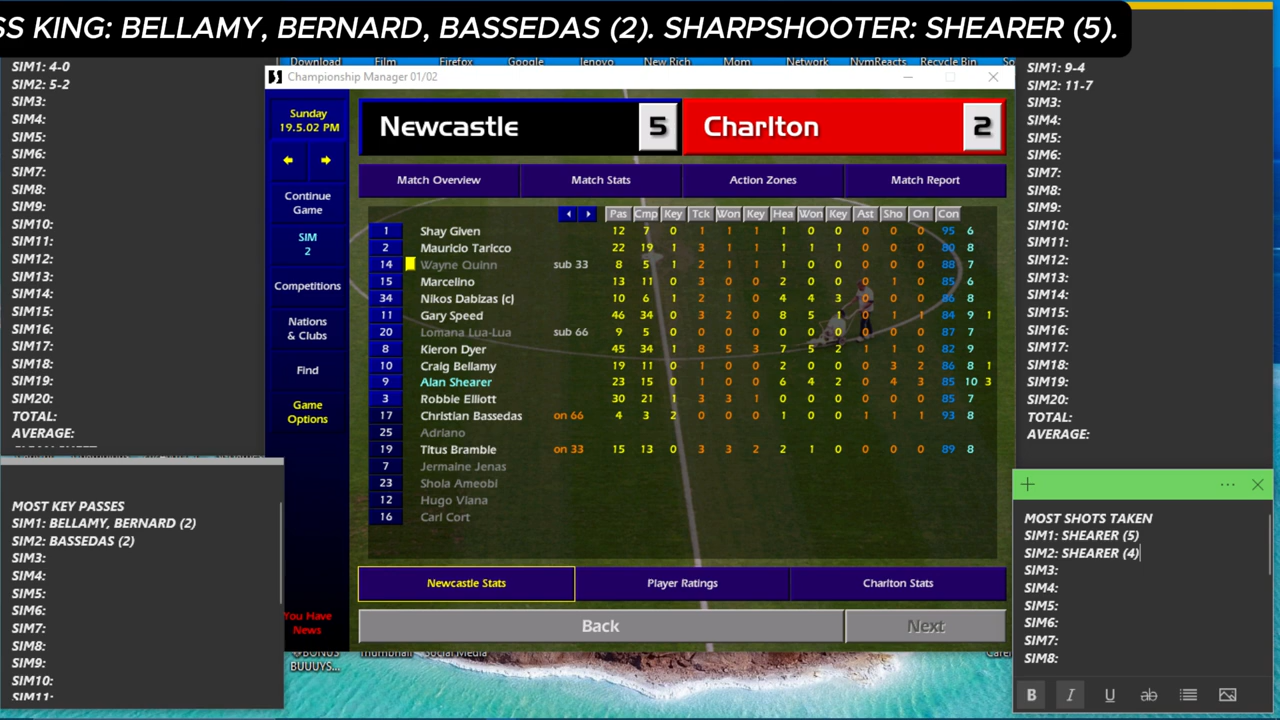 SS KING: BELLAMY, BERNARD, BASSEDAS (2). SHARPSHOOTER: SHEARER (5).
SIM1: 4-0
SIM2: 5-2
SIM3:
SIM4:
SIM5:
SIM6:
SIM7:
SIM8:
SIM9:
SIM10:
SIM11:
SIM12:
SIM13:
SIM14:
SIM15:
SIM16:
SIM17:
SIM18:
SIM19:
SIM20:
TOTAL:
AVERAGE:
MOST KEY PASSES
SIM1: BELLAMY, BERNARD (2)
SIM2: BASSEDAS (2)
SIM3:
SIM4:
SIM5:
SIM6:
SIM7:
SIM8:
SIM9:
SIM10:
SIM11:
Download Film Firefox Google lenovo New Rich Mom Network NymReacts Recycle Bin
Championship Manager 01/02
Sunday
19.5.02 PM
Continue
Game
SIM
2
Competitions
Nations
& Clubs
Find
Game
Options
You Have
News
Newcastle 5 Charlton 2
Match Overview Match Stats Action Zones Match Report
Pas Cmp Key Tck Won Key Hea Won Key Ast Sho On Con
1 Shay Given 12 7 0 1 1 1 1 0 0 0 0 0 95 6
2 Mauricio Taricco 22 19 1 3 1 1 1 1 1 0 0 0 80 8
14 Wayne Quinn sub 33 8 5 1 2 1 1 1 0 0 0 0 0 88 7
15 Marcelino 13 11 0 3 0 0 2 0 0 0 1 0 85 6
34 Nikos Dabizas (c) 10 6 1 2 1 0 4 4 3 0 0 0 86 8
11 Gary Speed 46 34 0 3 2 0 8 5 1 0 1 1 84 9 1
20 Lomana Lua-Lua sub 66 9 5 0 0 0 0 0 0 0 0 0 0 87 7
8 Kieron Dyer 45 34 1 8 5 3 7 5 2 1 1 0 82 9
10 Craig Bellamy 19 11 0 1 0 0 2 0 0 0 3 2 86 8 1
9 Alan Shearer 23 15 0 1 0 0 6 4 2 0 4 3 85 10 3
3 Robbie Elliott 30 21 1 3 3 1 0 0 0 0 0 0 85 7
17 Christian Bassedas on 66 4 3 2 0 0 0 1 0 0 1 1 1 93 8
25 Adriano
19 Titus Bramble on 33 15 13 0 3 3 2 2 1 0 0 0 0 89 8
7 Jermaine Jenas
23 Shola Ameobi
12 Hugo Viana
16 Carl Cort
Newcastle Stats Player Ratings Charlton Stats
Back Next
BONUS
BUUUYS...
Thumbnail Social Media
SIM1: 9-4
SIM2: 11-7
SIM3:
SIM4:
SIM5:
SIM6:
SIM7:
SIM8:
SIM9:
SIM10:
SIM11:
SIM12:
SIM13:
SIM14:
SIM15:
SIM16:
SIM17:
SIM18:
SIM19:
SIM20:
TOTAL:
AVERAGE:
MOST SHOTS TAKEN
SIM1: SHEARER (5)
SIM2: SHEARER (4)
SIM3:
SIM4:
SIM5:
SIM6:
SIM7:
SIM8:
B I U ab